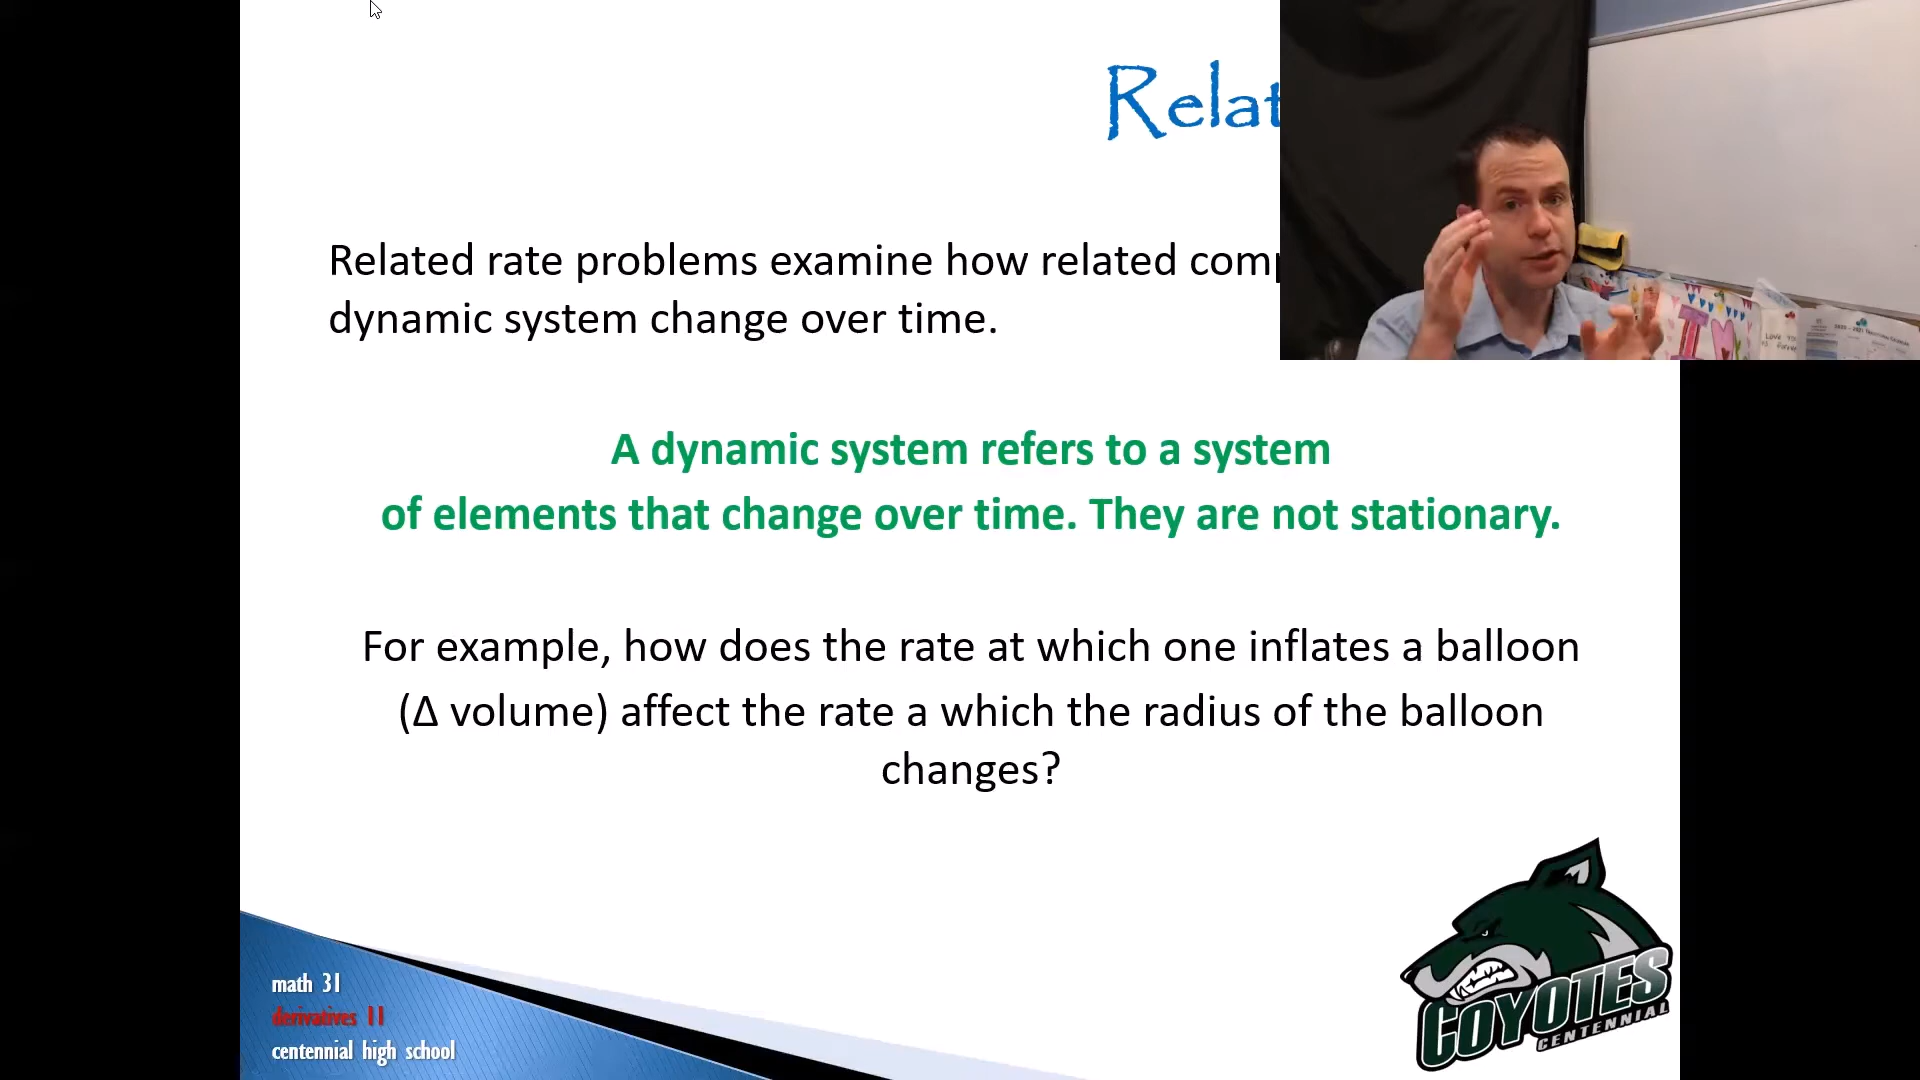 Relat
Related rate problems examine how related comp
dynamic system change over time.
A dynamic system refers to a system
of elements that change over time. They are not stationary.
For example, how does the rate at which one inflates a balloon
(Δ volume) affect the rate a which the radius of the balloon
changes?
math 31
derivatives 11
centennial high school
COYOTES
CENTENNIAL